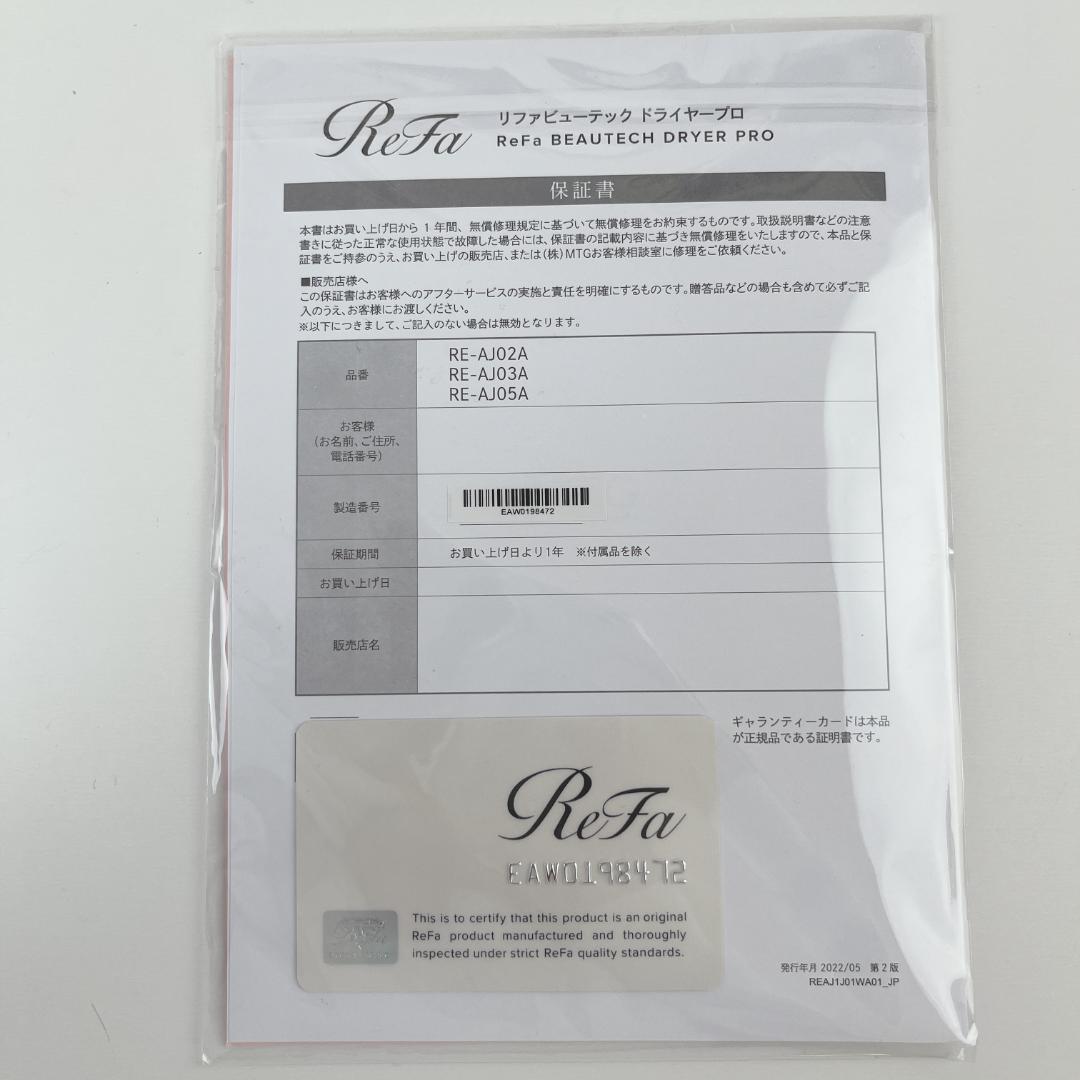 ReFa
リファビューテック ドライヤープロ
ReFa BEAUTECH DRYER PRO
保証書
本書はお買い上げ日から 1 年間、無償修理規定に基づいて無償修理をお約束するものです。取扱説明書などの注意
書きに従った正常な使用状態で故障した場合には、保証書の記載内容に基づき無償修理をいたしますので、本品と保
証書をご持参のうえ、お買い上げの販売店、または(株)MTGお客様相談室に修理をご依頼ください。
■販売店様へ
この保証書はお客様へのアフターサービスの実施と責任を明確にするものです。贈答品などの場合も含めて必ずご記
入のうえ、お客様にお渡しください。
※以下につきまして、ご記入のない場合は無効となります。
品番
RE-AJ02A
RE-AJ03A
RE-AJ05A
お客様
(お名前、ご住所、
電話番号)
製造番号
EAW0198472
保証期間
お買い上げ日より1年 ※付属品を除く
お買い上げ日
販売店名
ギャランティーカードは本品
が正規品である証明書です。
ReFa
EAW0198472
This is to certify that this product is an original
ReFa product manufactured and thoroughly
inspected under strict ReFa quality standards.
ReFa
発行年月 2022/05 第2版
REAJ1J01WA01_JP